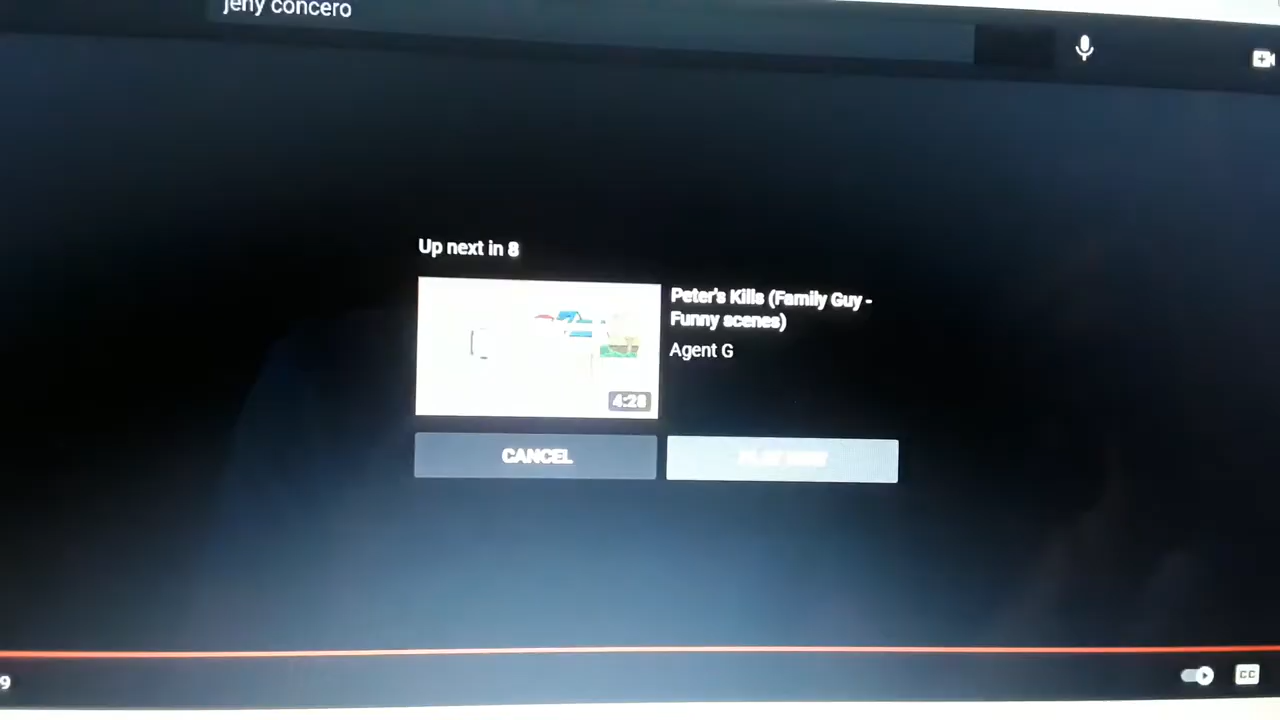 jeny concero
Up next in 8
Peter's Kills (Family Guy -
Funny scenes)
Agent G
4:28
CANCEL
9
CC